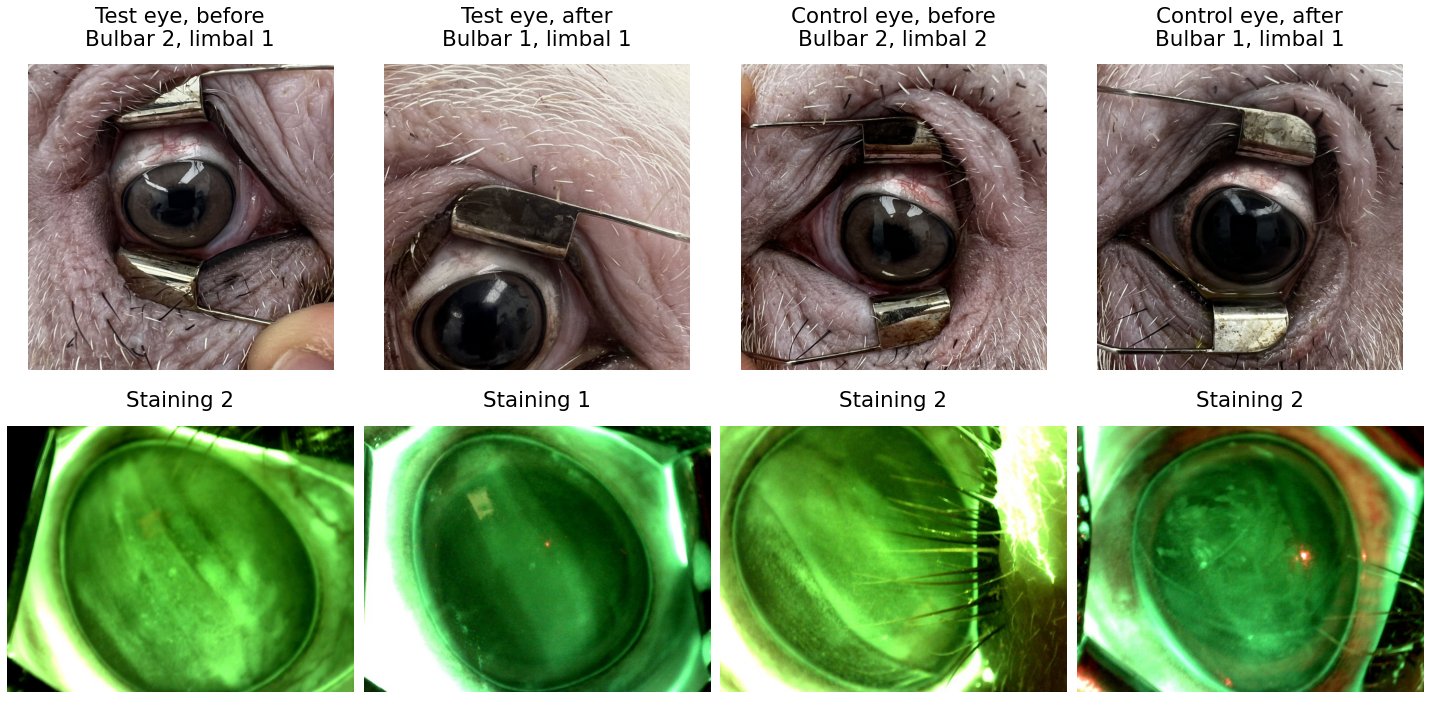 Test eye, before
Bulbar 2, limbal 1
Test eye, after
Bulbar 1, limbal 1
Control eye, before
Bulbar 2, limbal 2
Control eye, after
Bulbar 1, limbal 1
Staining 2
Staining 1
Staining 2
Staining 2